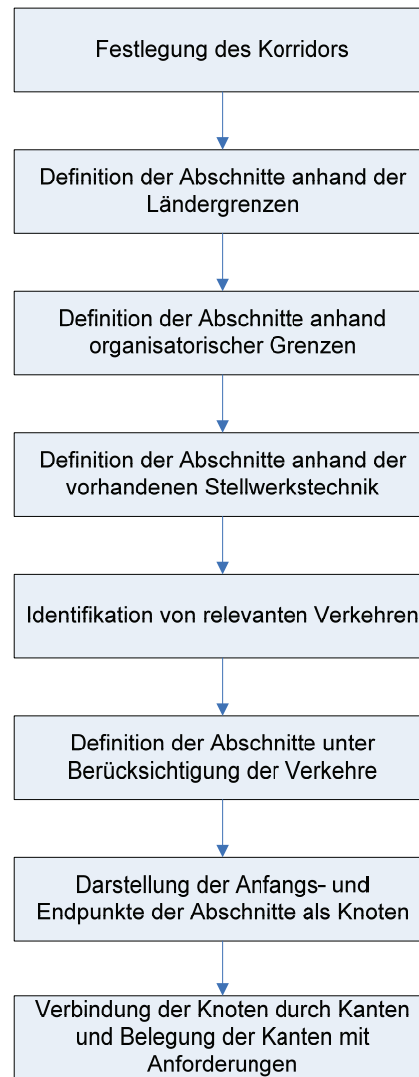 Festlegung des Korridors
Definition der Abschnitte anhand der
Ländergrenzen
Definition der Abschnitte anhand
organisatorischer Grenzen
Definition der Abschnitte anhand der
vorhandenen Stellwerkstechnik
Identifikation von relevanten Verkehren
Definition der Abschnitte unter
Berücksichtigung der Verkehre
Darstellung der Anfangs- und
Endpunkte der Abschnitte als Knoten
Verbindung der Knoten durch Kanten
und Belegung der Kanten mit
Anforderungen